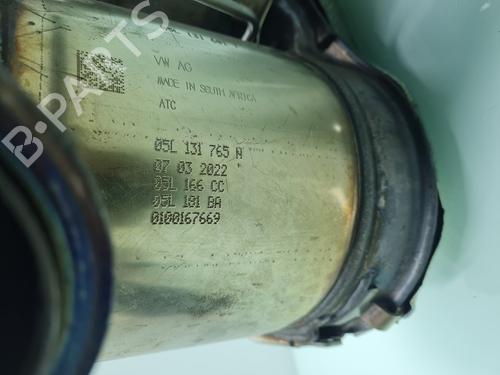 VW AG
MADE IN SOUTH AFRICA
ATC
05L 131 765 N
07 03 2022
05L 166 CC
05L 181 BA
0100167669
B-PARTS